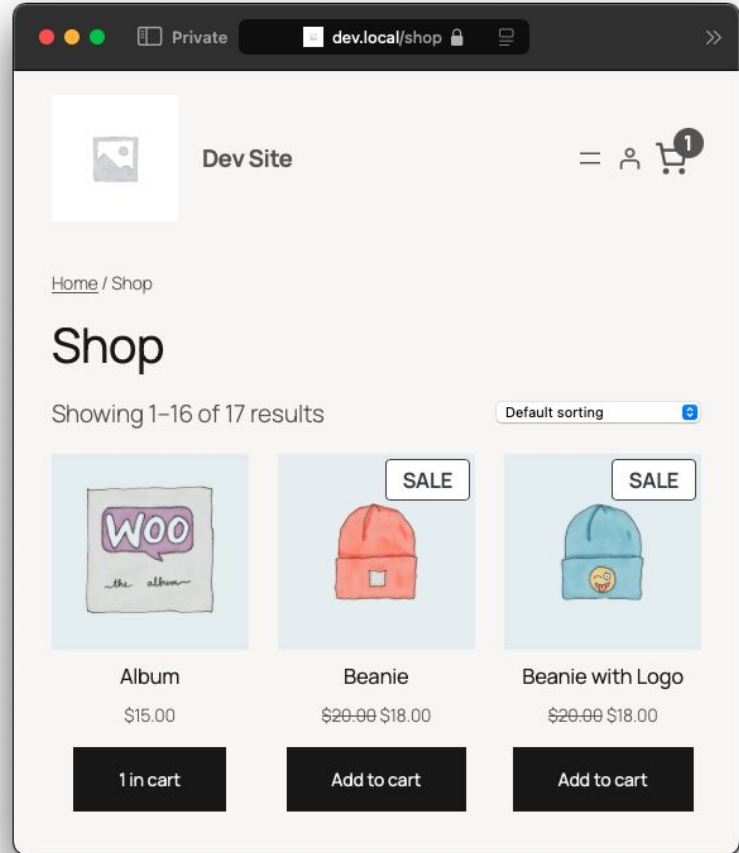 Private
dev.local/shop
Dev Site
1
Home / Shop
Shop
Showing 1–16 of 17 results
Default sorting
SALE
SALE
WOO
the album
Album
Beanie
Beanie with Logo
$15.00
$20.00 $18.00
$20.00 $18.00
1 in cart
Add to cart
Add to cart